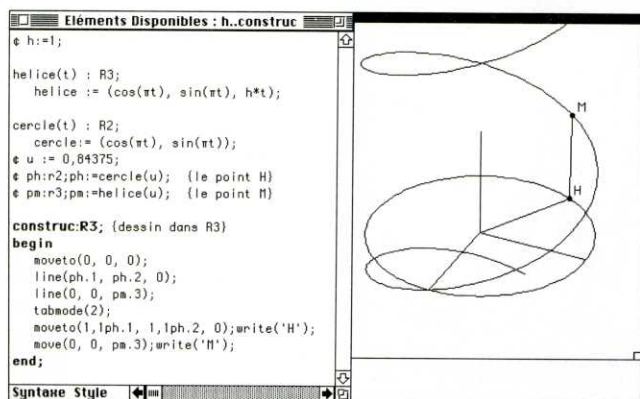 Eléments Disponibles : h..construc
¢ h:=1;
helice(t) : R3;
helice := (cos(πt), sin(πt), h*t);
cercle(t) : R2;
cercle:= (cos(πt), sin(πt));
¢ u := 0,84375;
¢ ph:r2;ph:=cercle(u); {le point H}
¢ pm:r3;pm:=helice(u); {le point M}
construc:R3; {dessin dans R3}
begin
moveto(0, 0, 0);
line(ph.1, ph.2, 0);
line(0, 0, pm.3);
tabmode(2);
moveto(1,1ph.1, 1,1ph.2, 0);write('H');
move(0, 0, pm.3);write('M');
end;
Syntaxe Style
M
H